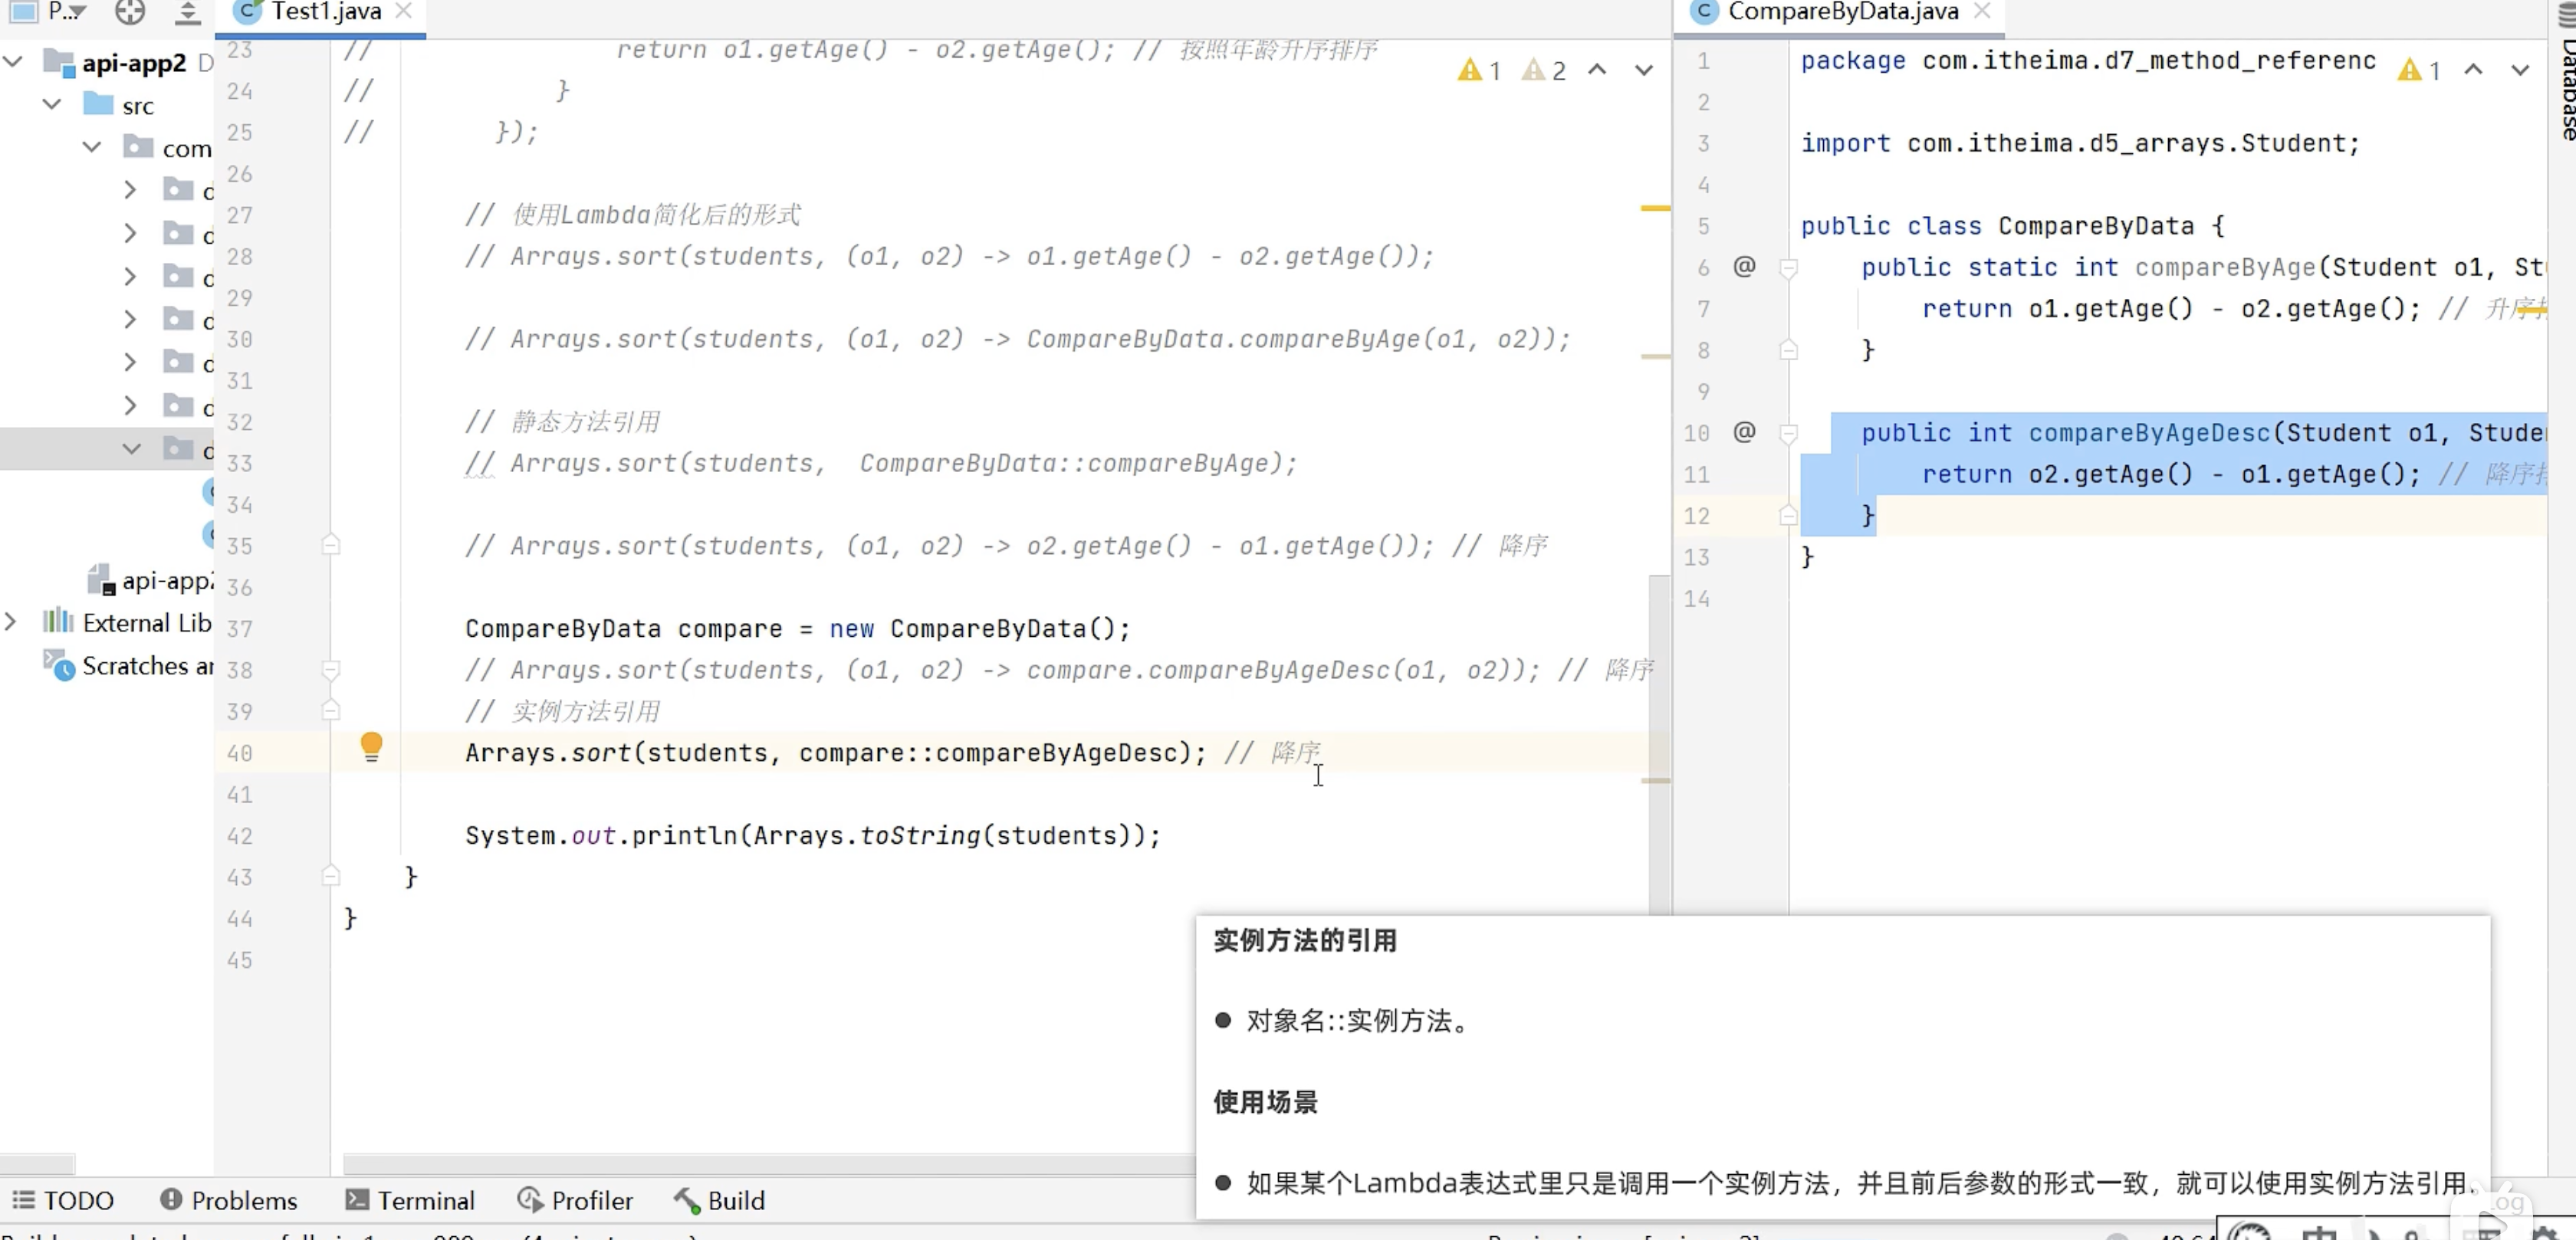 P...
Test1.java
CompareByData.java
api-app2 D
src
com
api-app2
External Lib
Scratches ar
Database
23 // return o1.getAge() - o2.getAge(); // 按照年龄升序排序
24 // }
25 // });
26
27 // 使用Lambda简化后的形式
28 // Arrays.sort(students, (o1, o2) -> o1.getAge() - o2.getAge());
29
30 // Arrays.sort(students, (o1, o2) -> CompareByData.compareByAge(o1, o2));
31
32 // 静态方法引用
33 // Arrays.sort(students, CompareByData::compareByAge);
34
35 // Arrays.sort(students, (o1, o2) -> o2.getAge() - o1.getAge()); // 降序
36
37 CompareByData compare = new CompareByData();
38 // Arrays.sort(students, (o1, o2) -> compare.compareByAgeDesc(o1, o2)); // 降序
39 // 实例方法引用
40 Arrays.sort(students, compare::compareByAgeDesc); // 降序
41
42 System.out.println(Arrays.toString(students));
43 }
44 }
45
1 2
1 package com.itheima.d7_method_referenc
1
2
3 import com.itheima.d5_arrays.Student;
4
5 public class CompareByData {
6 @ public static int compareByAge(Student o1, St
7 return o1.getAge() - o2.getAge(); // 升序
8 }
9
10 @ public int compareByAgeDesc(Student o1, Stude
11 return o2.getAge() - o1.getAge(); // 降序
12 }
13 }
14
实例方法的引用
● 对象名::实例方法。
使用场景
● 如果某个Lambda表达式里只是调用一个实例方法，并且前后参数的形式一致，就可以使用实例方法引用.
TODO Problems Terminal Profiler Build